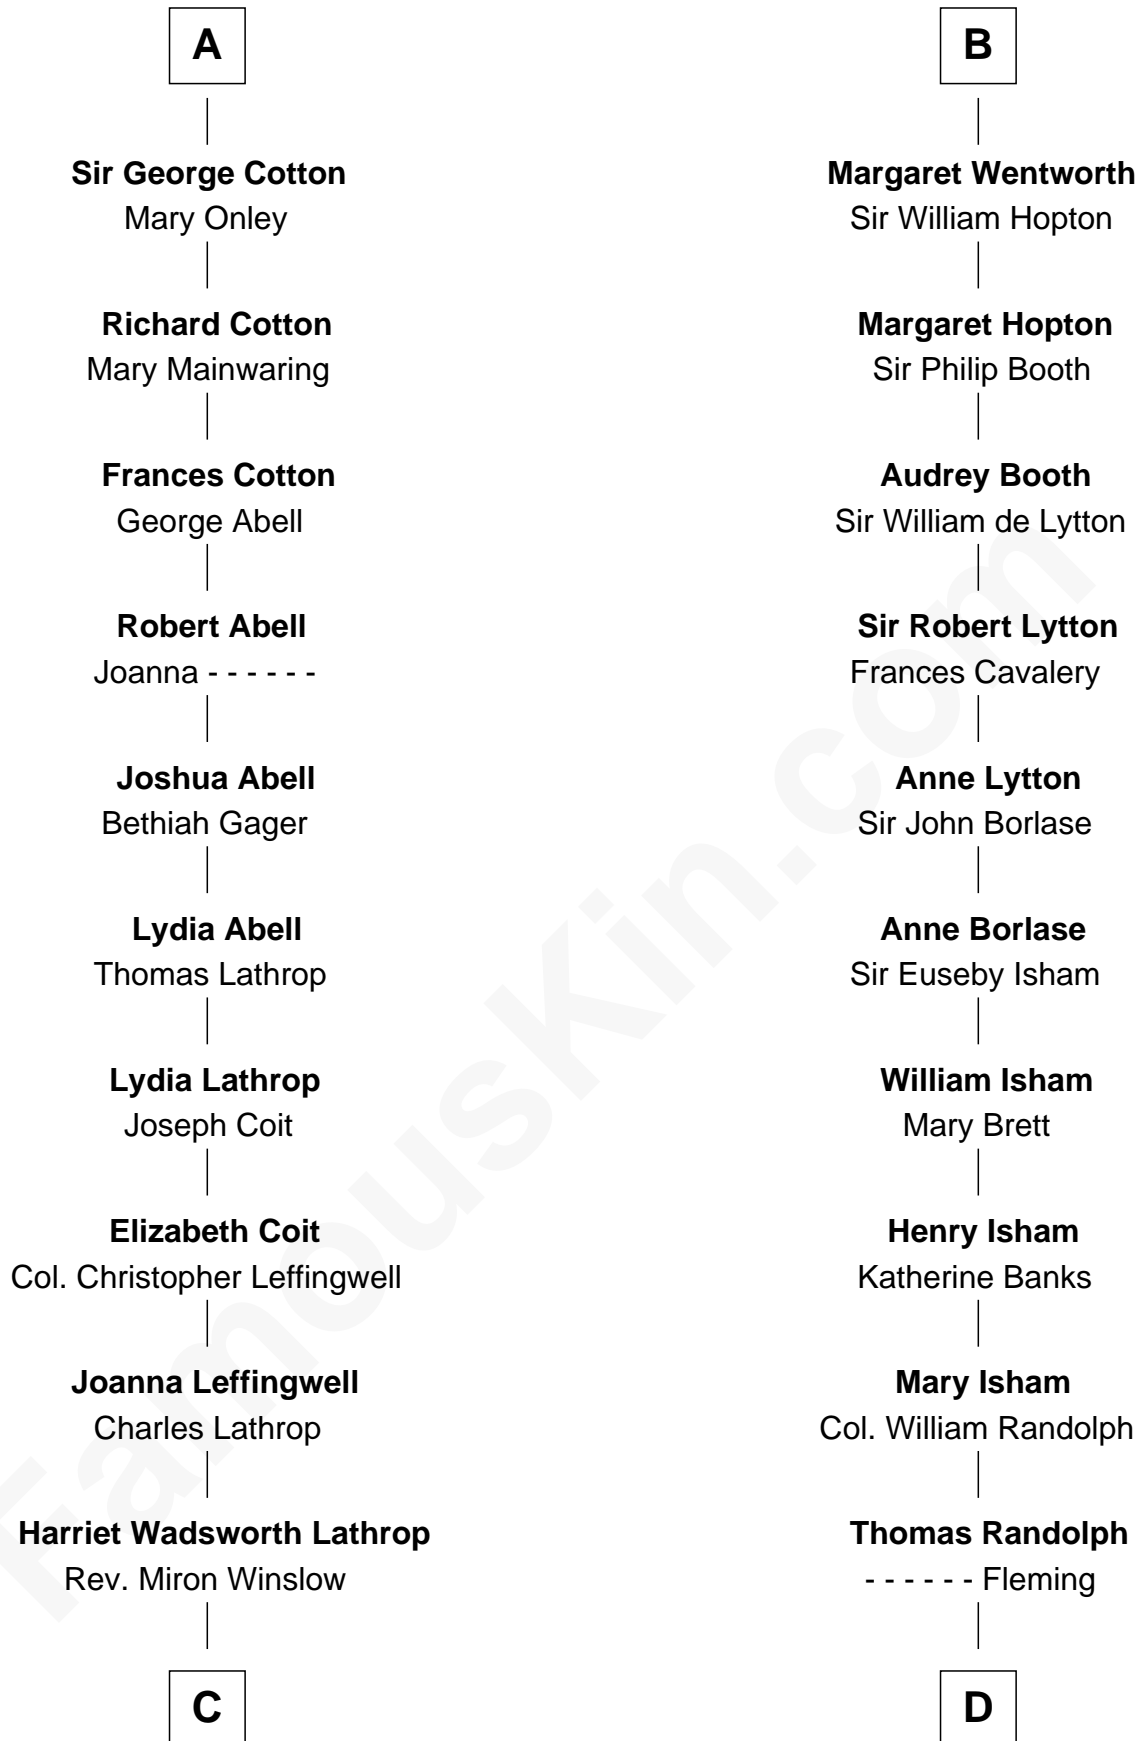 A
Sir George Cotton
Mary Onley
Richard Cotton
Mary Mainwaring
Frances Cotton
George Abell
Robert Abell
Joanna - - - - - -
Joshua Abell
Bethiah Gager
Lydia Abell
Thomas Lathrop
Lydia Lathrop
Joseph Coit
Elizabeth Coit
Col. Christopher Leffingwell
Joanna Leffingwell
Charles Lathrop
Harriet Wadsworth Lathrop
Rev. Miron Winslow
C
B
Margaret Wentworth
Sir William Hopton
Margaret Hopton
Sir Philip Booth
Audrey Booth
Sir William de Lytton
Sir Robert Lytton
Frances Cavalery
Anne Lytton
Sir John Borlase
Anne Borlase
Sir Euseby Isham
William Isham
Mary Brett
Henry Isham
Katherine Banks
Mary Isham
Col. William Randolph
Thomas Randolph
- - - - - - Fleming
D
FamousKin.com